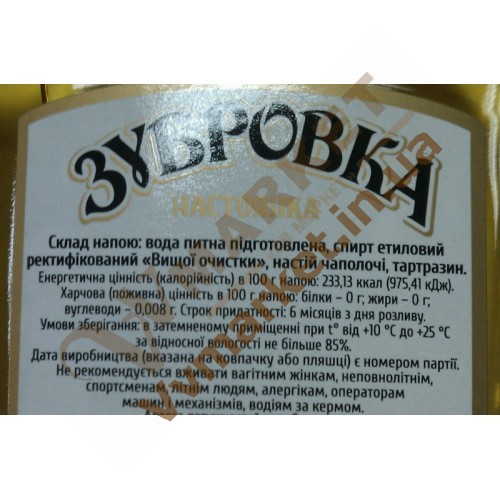 ЗУБРОВКА
НАСТОЯНКА
Склад напою: вода питна підготовлена, спирт етиловий
ректифікований «Вищої очистки», настій чаполочі, тартразин.
Енергетична цінність (калорійність) в 100 г напою: 233,13 ккал (975,41 кДж).
Харчова (поживна) цінність в 100 г напою: білки – 0 г; жири – 0 г;
вуглеводи – 0,008 г. Строк придатності: 6 місяців з дня розливу.
Умови зберігання: в затемненому приміщенні при t° від +10 °С до +25 °С
за відносної вологості не більше 85%.
Дата виробництва (вказана на ковпачку або пляшці) є номером партії.
Не рекомендується вживати вагітним жінкам, неповнолітнім,
спортсменам, літнім людям, алергікам, операторам
машин і механізмів, водіям за кермом.
vvmarket.in.ua